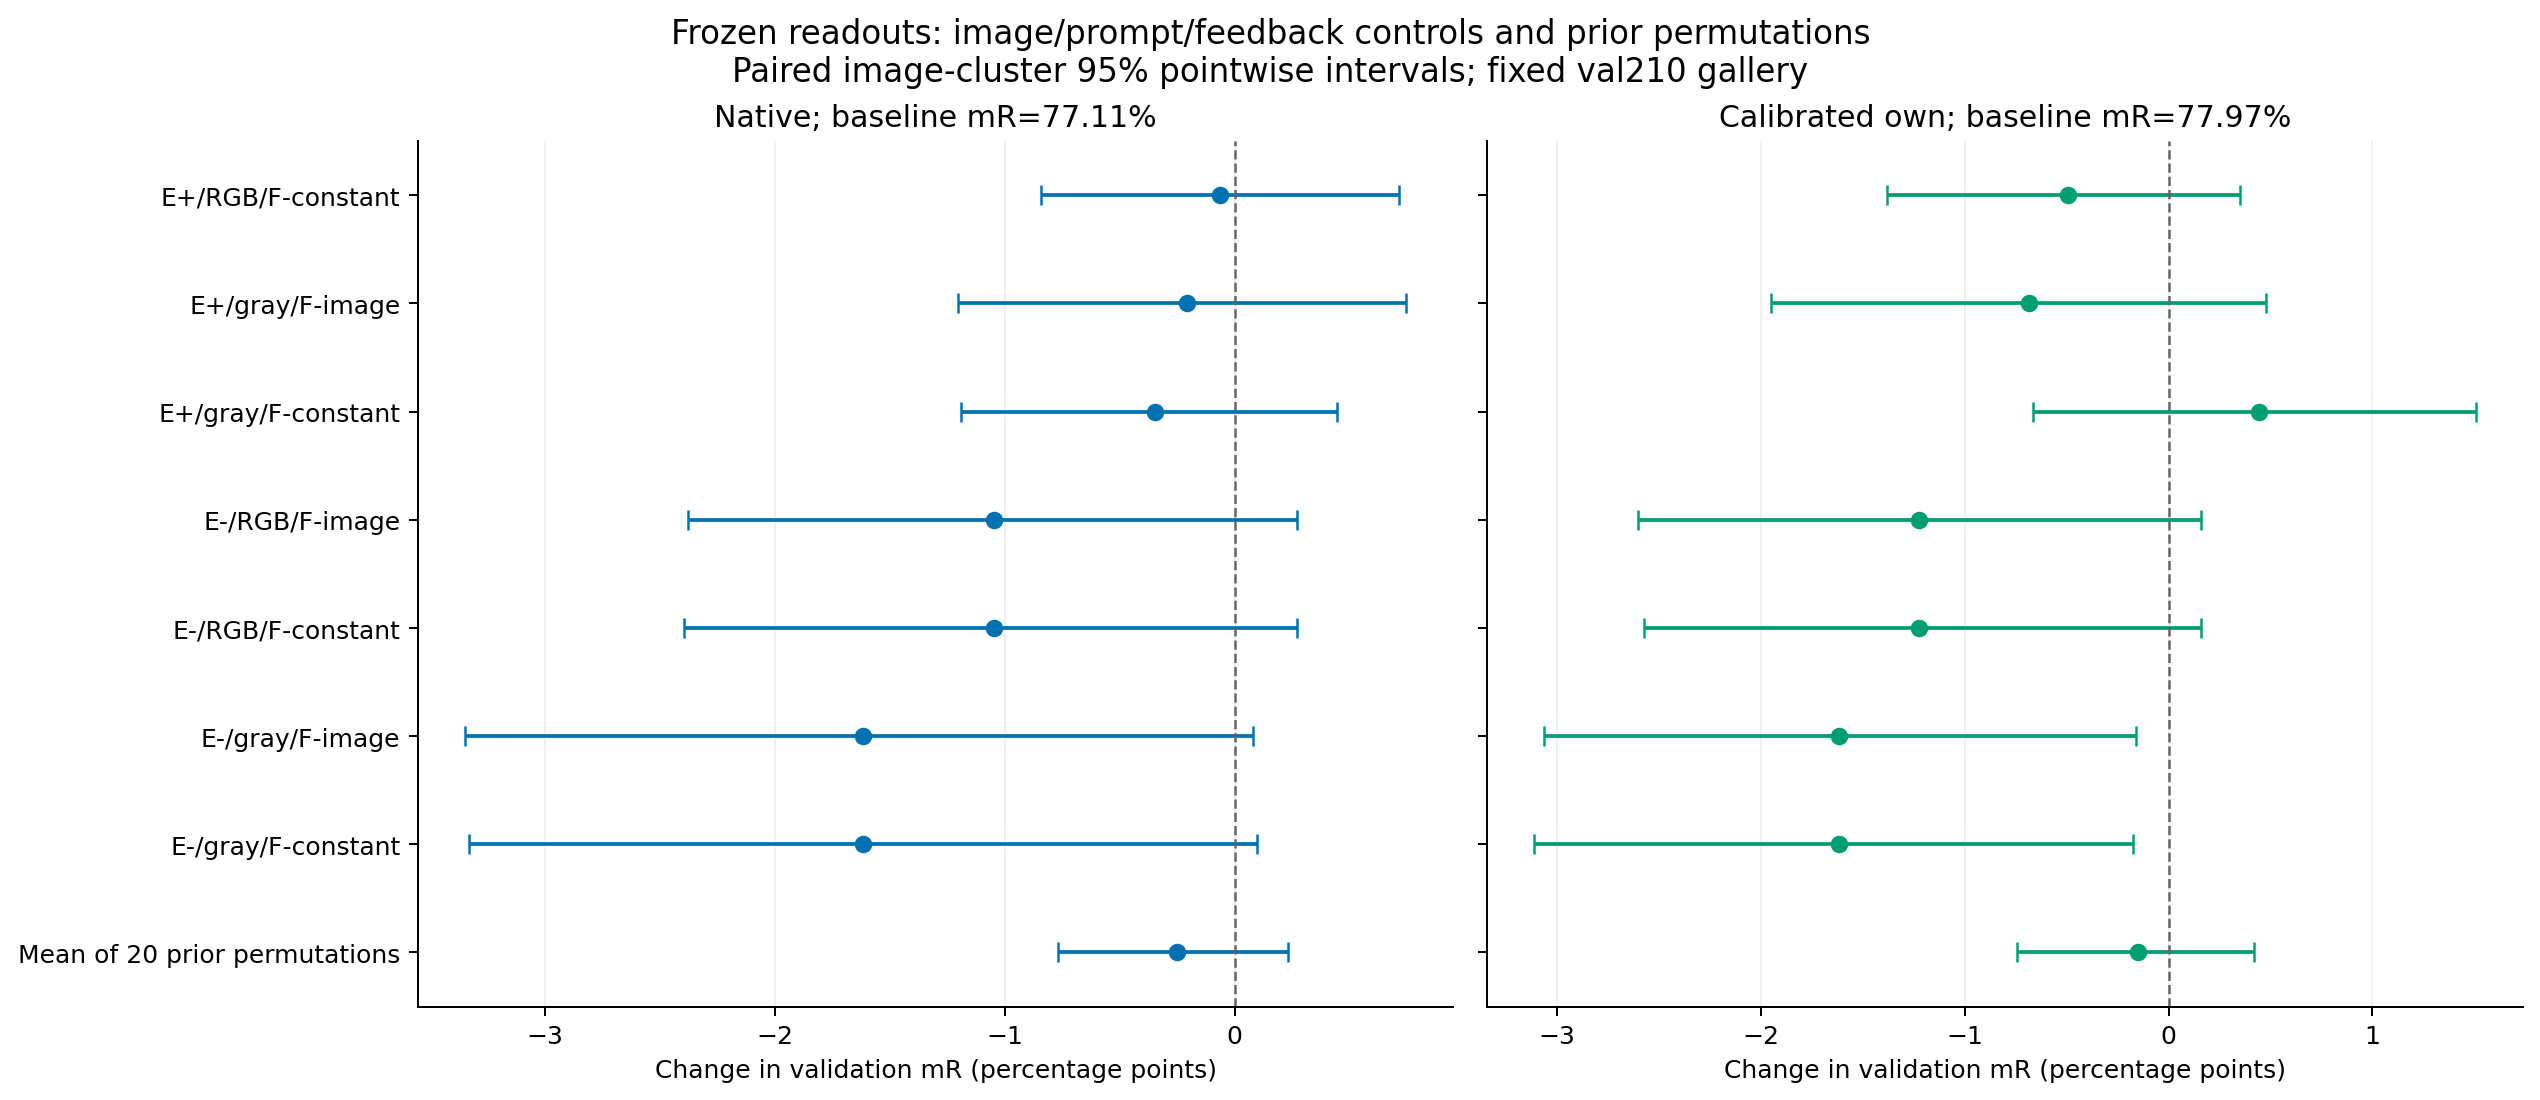 Frozen readouts: image/prompt/feedback controls and prior permutations
Paired image-cluster 95% pointwise intervals; fixed val210 gallery
Native; baseline mR=77.11%
Calibrated own; baseline mR=77.97%
E+/RGB/F-constant
E+/gray/F-image
E+/gray/F-constant
E-/RGB/F-image
E-/RGB/F-constant
E-/gray/F-image
E-/gray/F-constant
Mean of 20 prior permutations
−3 −2 −1 0
Change in validation mR (percentage points)
−3 −2 −1 0 1
Change in validation mR (percentage points)